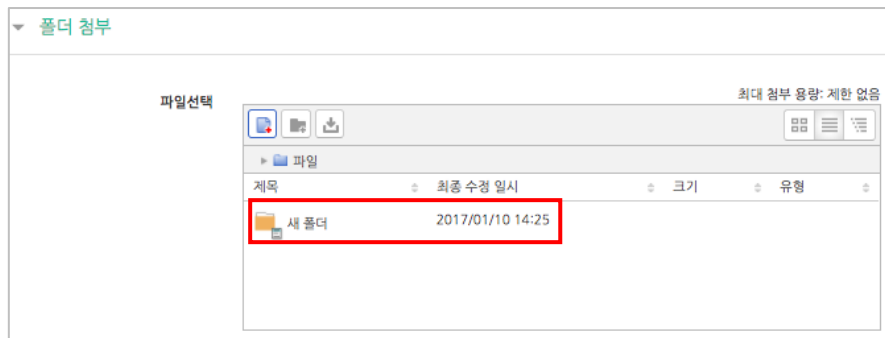 폴더 첨부
최대 첨부 용량: 제한 없음
파일선택
파일
제목 최종 수정 일시 크기 유형
새 폴더 2017/01/10 14:25